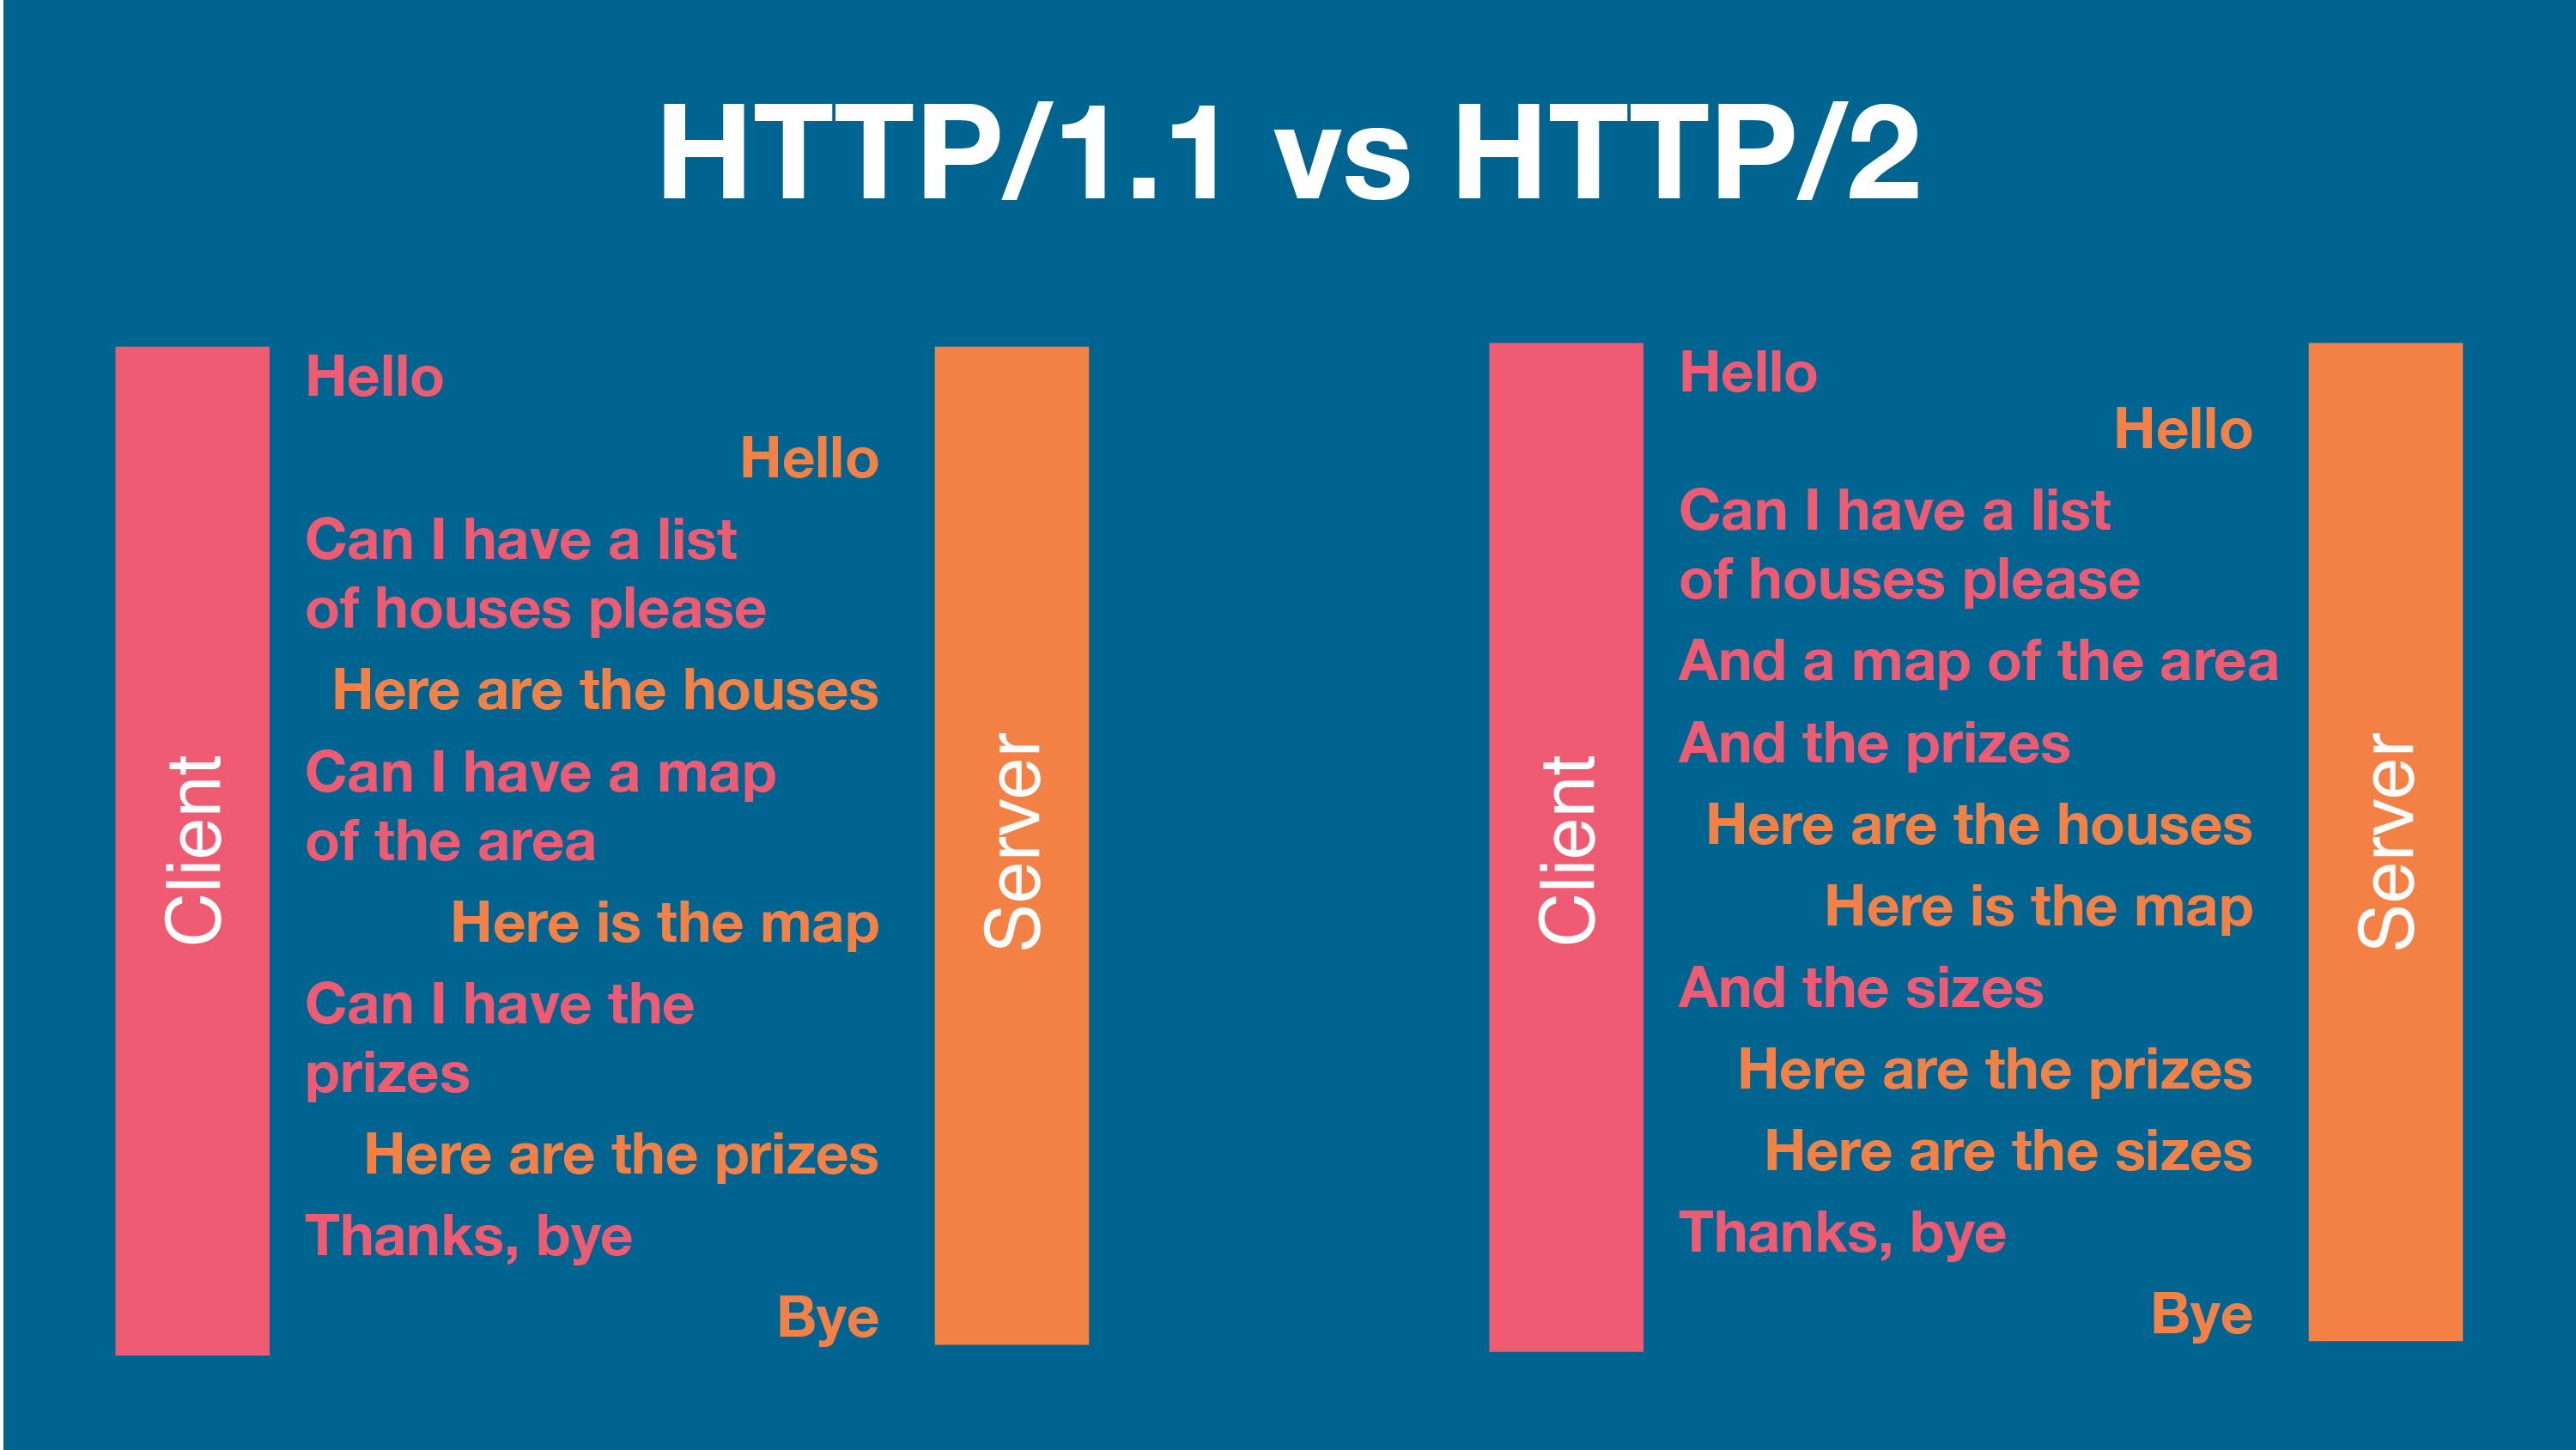 HTTP/1.1 vs HTTP/2
Client
Hello
Hello
Can I have a list
of houses please
Here are the houses
Can I have a map
of the area
Here is the map
Can I have the
prizes
Here are the prizes
Thanks, bye
Bye
Server
Client
Hello
Hello
Can I have a list
of houses please
And a map of the area
And the prizes
Here are the houses
Here is the map
And the sizes
Here are the prizes
Here are the sizes
Thanks, bye
Bye
Server